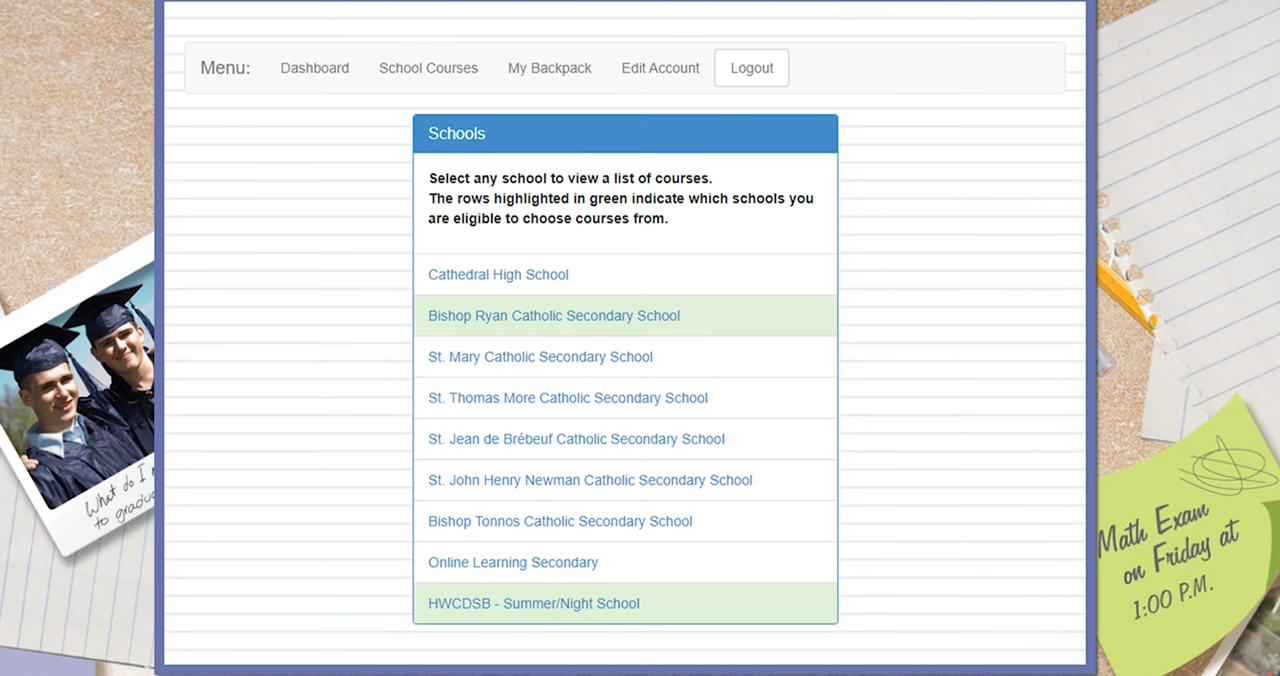 Menu: Dashboard School Courses My Backpack Edit Account Logout
Schools
Select any school to view a list of courses.
The rows highlighted in green indicate which schools you
are eligible to choose courses from.
Cathedral High School
Bishop Ryan Catholic Secondary School
St. Mary Catholic Secondary School
St. Thomas More Catholic Secondary School
St. Jean de Brébeuf Catholic Secondary School
St. John Henry Newman Catholic Secondary School
Bishop Tonnos Catholic Secondary School
Online Learning Secondary
HWCDSB - Summer/Night School
What do I
to
Math Exam
on Friday at
1:00 P.M.